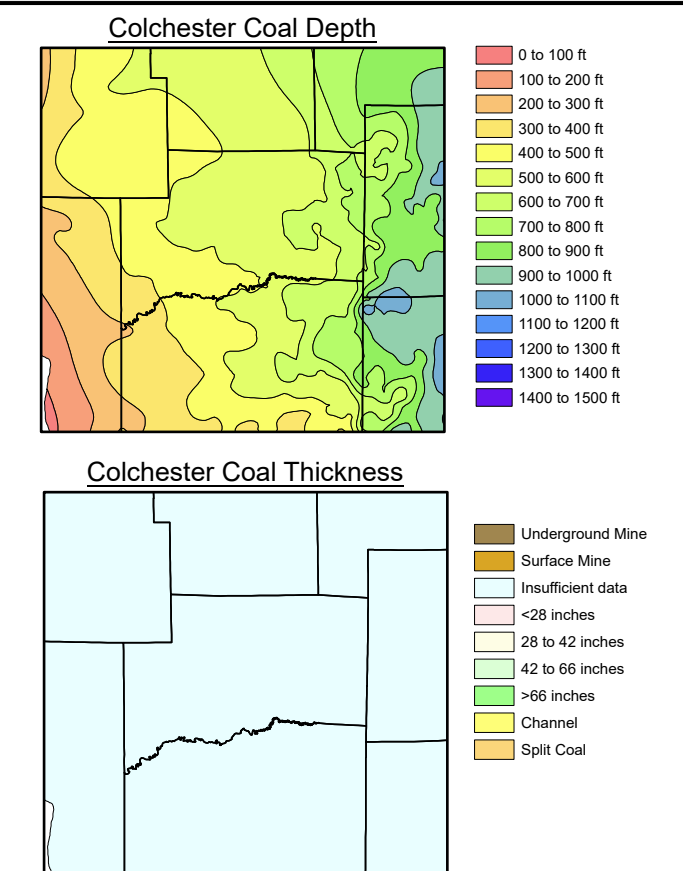 Colchester Coal Depth
0 to 100 ft
100 to 200 ft
200 to 300 ft
300 to 400 ft
400 to 500 ft
500 to 600 ft
600 to 700 ft
700 to 800 ft
800 to 900 ft
900 to 1000 ft
1000 to 1100 ft
1100 to 1200 ft
1200 to 1300 ft
1300 to 1400 ft
1400 to 1500 ft
Colchester Coal Thickness
Underground Mine
Surface Mine
Insufficient data
<28 inches
28 to 42 inches
42 to 66 inches
>66 inches
Channel
Split Coal